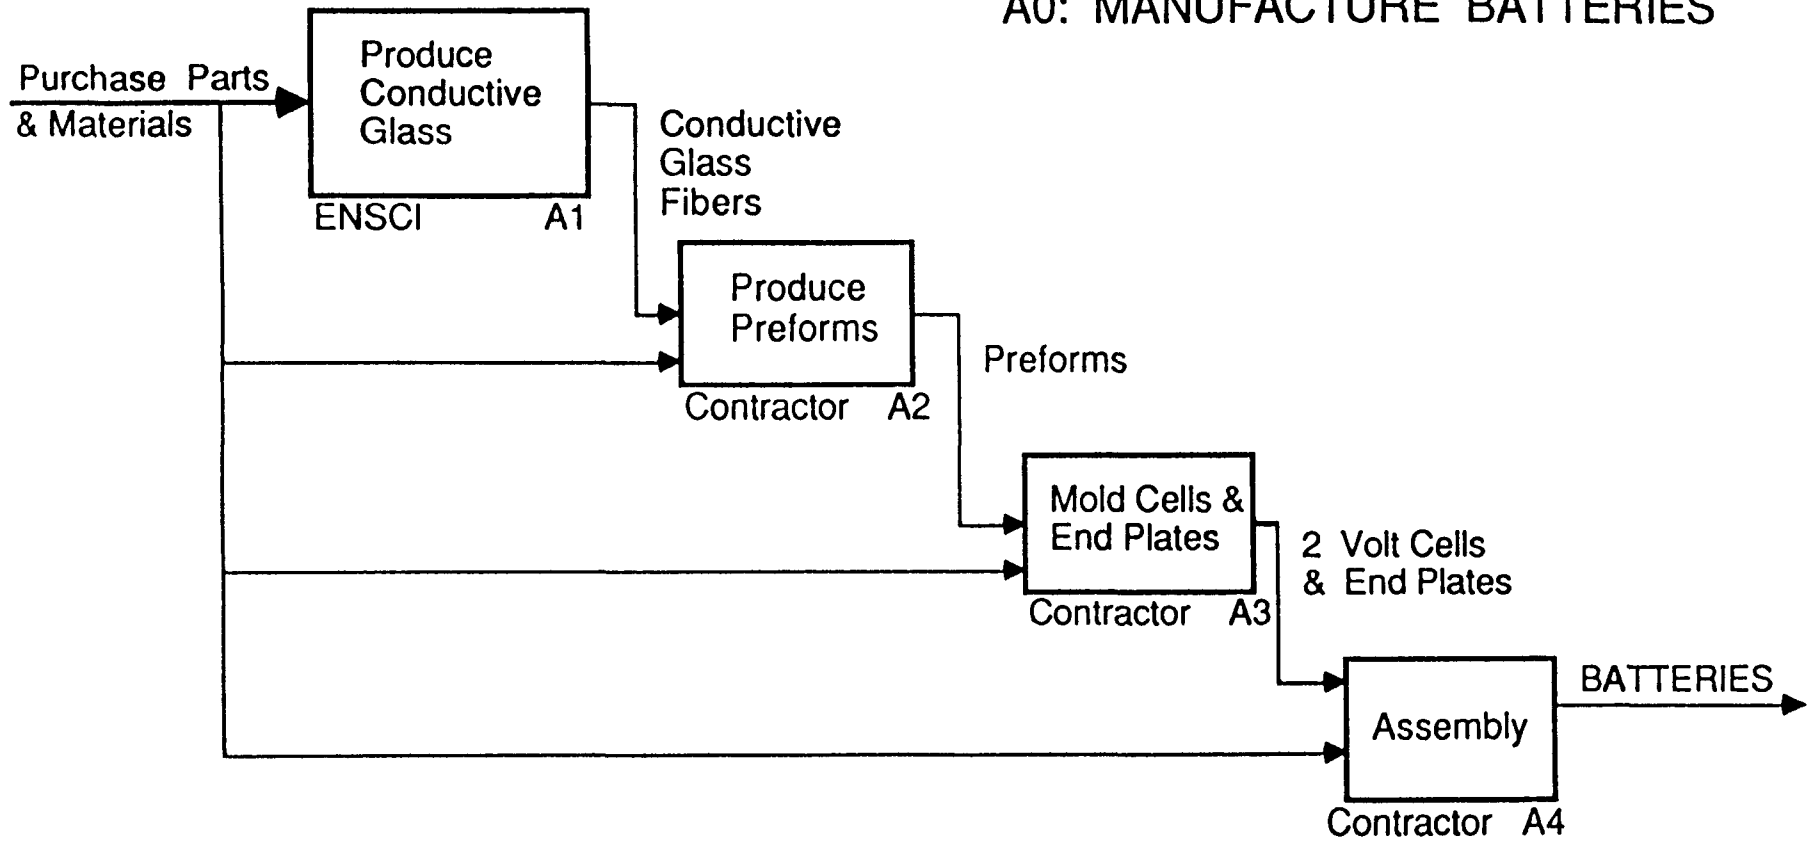 A0: MANUFACTURE BATTERIES
Purchase Parts
& Materials
Produce
Conductive
Glass
ENSCI A1
Conductive
Glass
Fibers
Produce
Preforms
Contractor A2
Preforms
Mold Cells &
End Plates
Contractor A3
2 Volt Cells
& End Plates
Assembly
Contractor A4
BATTERIES